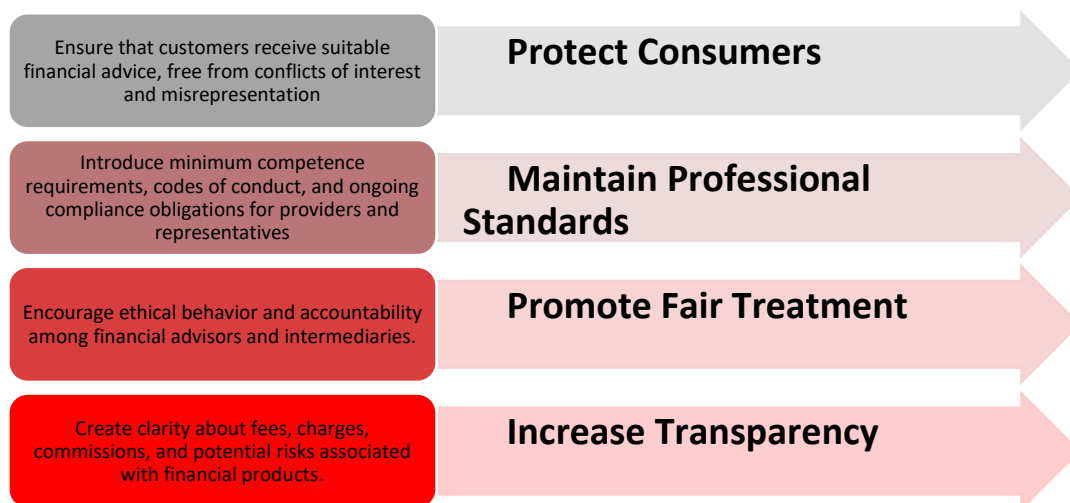 Ensure that customers receive suitable
financial advice, free from conflicts of interest
and misrepresentation
Protect Consumers
Introduce minimum competence
requirements, codes of conduct, and ongoing
compliance obligations for providers and
representatives
Maintain Professional
Standards
Encourage ethical behavior and accountability
among financial advisors and intermediaries.
Promote Fair Treatment
Create clarity about fees, charges,
commissions, and potential risks associated
with financial products.
Increase Transparency